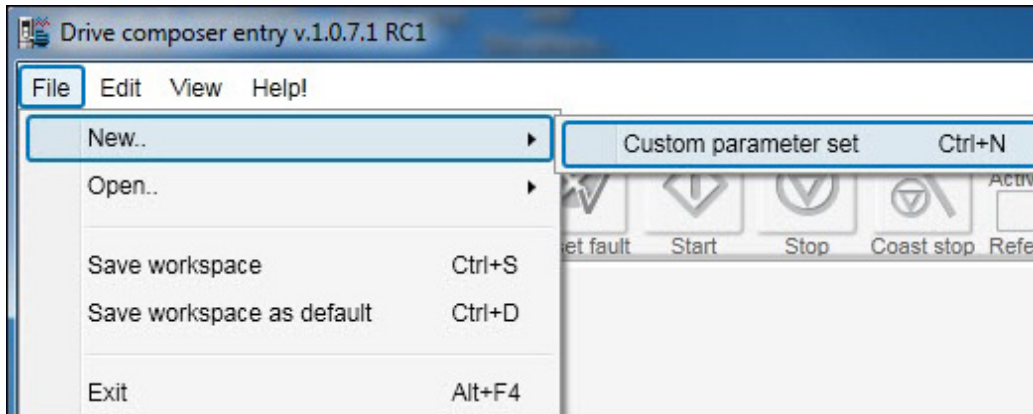 Drive composer entry v.1.0.7.1 RC1
File Edit View Help!
New..
Custom parameter set Ctrl+N
Open..
Start Stop Coast stop
Save workspace Ctrl+S
Save workspace as default Ctrl+D
Exit Alt+F4